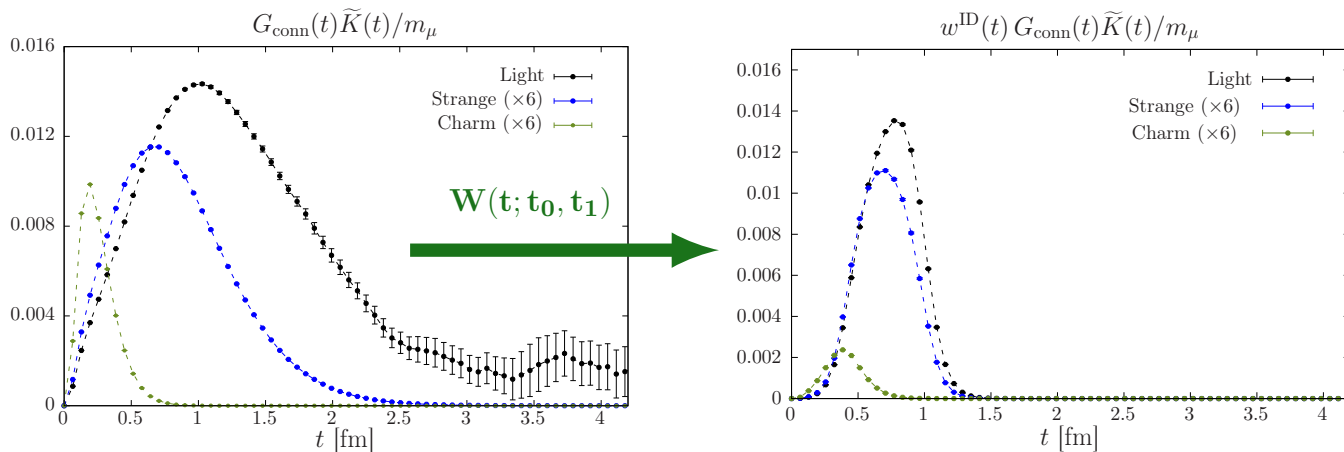 G_conn(t)K̃(t)/m_μ
0.016
0.012
0.008
0.004
0
Light
Strange (×6)
Charm (×6)
0 0.5 1 1.5 2 2.5 3 3.5 4
t [fm]
W(t; t₀, t₁)
w^ID(t) G_conn(t)K̃(t)/m_μ
0.016
0.014
0.012
0.01
0.008
0.006
0.004
0.002
0
Light
Strange (×6)
Charm (×6)
0 0.5 1 1.5 2 2.5 3 3.5 4
t [fm]